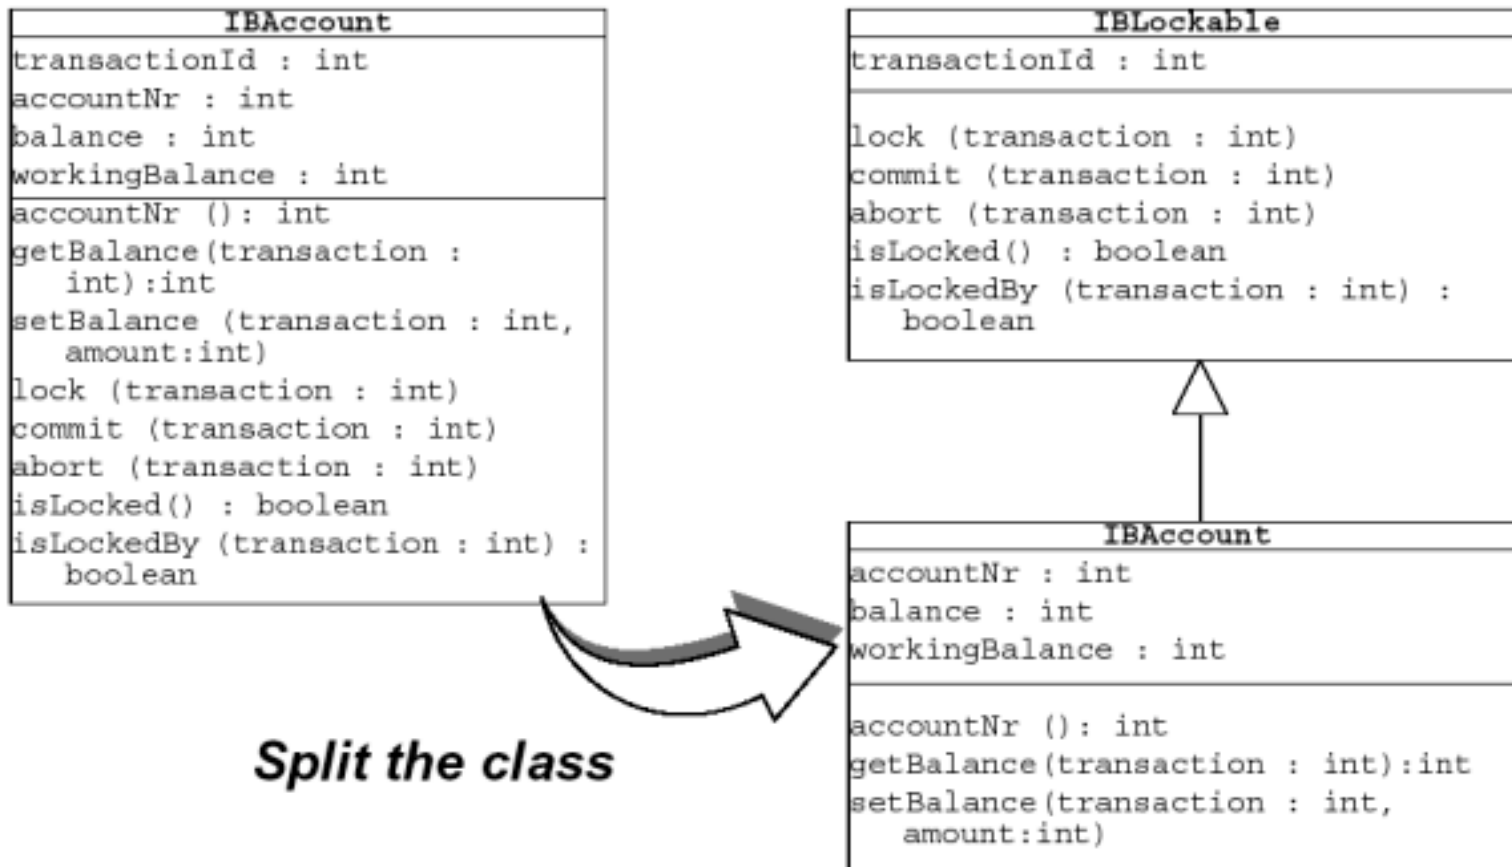 IBAccount
transactionId : int
accountNr : int
balance : int
workingBalance : int
accountNr (): int
getBalance(transaction :
int):int
setBalance (transaction : int,
amount:int)
lock (transaction : int)
commit (transaction : int)
abort (transaction : int)
isLocked() : boolean
isLockedBy (transaction : int) :
boolean
Split the class
IBLockable
transactionId : int
lock (transaction : int)
commit (transaction : int)
abort (transaction : int)
isLocked() : boolean
isLockedBy (transaction : int) :
boolean
IBAccount
accountNr : int
balance : int
workingBalance : int
accountNr (): int
getBalance(transaction : int):int
setBalance(transaction : int,
amount:int)